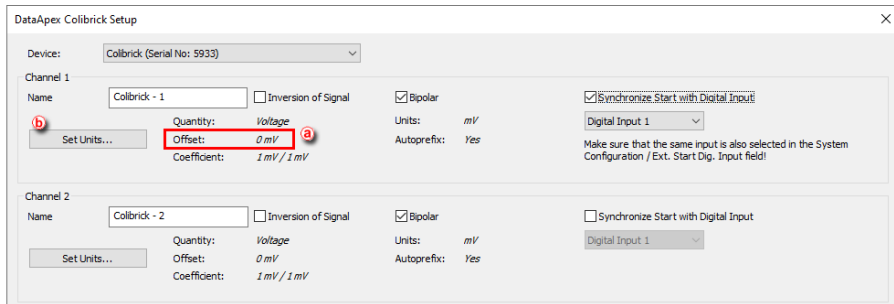 DataApex Colibrick Setup
Device: Colibrick (Serial No: 5933)
Channel 1
Name Colibrick - 1 Inversion of Signal Bipolar Synchronize Start with Digital Input
b Quantity: Voltage Units: mV Digital Input 1
Set Units... Offset: 0 mV a Autoprefix: Yes Make sure that the same input is also selected in the System
Coefficient: 1 mV / 1 mV Configuration / Ext. Start Dig. Input field!
Channel 2
Name Colibrick - 2 Inversion of Signal Bipolar Synchronize Start with Digital Input
Quantity: Voltage Units: mV Digital Input 1
Set Units... Offset: 0 mV Autoprefix: Yes
Coefficient: 1 mV / 1 mV